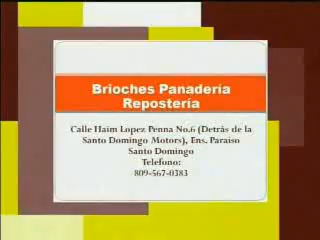 Brioches Panadería
Repostería
Calle Haim Lopez Penna No.6 (Detrás de la
Santo Domingo Motors), Ens. Paraiso
Santo Domingo
Telefono:
809-567-0383